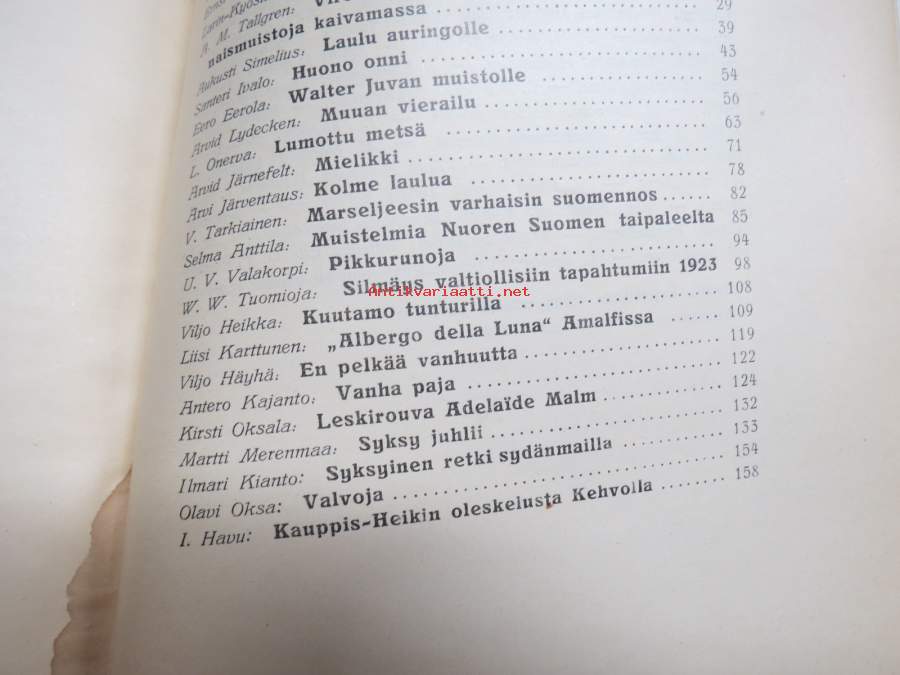 A. M. Tallgren:
naismuistoja kaivamassa 29
Aukusti Simelius: Laulu auringolle 39
Santeri Ivalo: Huono onni 43
Eero Eerola: Walter Juvan muistolle 54
Arvid Lydecken: Muuan vierailu 56
L. Onerva: Lumottu metsä 63
Arvid Järnefelt: Mielikki 71
Arvi Järventaus: Kolme laulua 78
V. Tarkiainen: Marseljeesin varhaisin suomennos 82
Selma Anttila: Muistelmia Nuoren Suomen taipaleelta 85
U. V. Valakorpi: Pikkurunoja 94
W. W. Tuomioja: Silmäys valtiollisiin tapahtumiin 1923 98
Antikvariaatti.net
Viljo Heikka: Kuutamo tunturilla 108
Liisi Karttunen: „Albergo della Luna“ Amalfissa 109
Viljo Häyhä: En pelkää vanhuutta 119
Antero Kajanto: Vanha paja 122
Kirsti Oksala: Leskirouva Adelaïde Malm 124
Martti Merenmaa: Syksy juhlii 132
Ilmari Kianto: Syksyinen retki sydänmailla 133
Olavi Oksa: Valvoja 154
I. Havu: Kauppis-Heikin oleskelusta Kehvolla 158